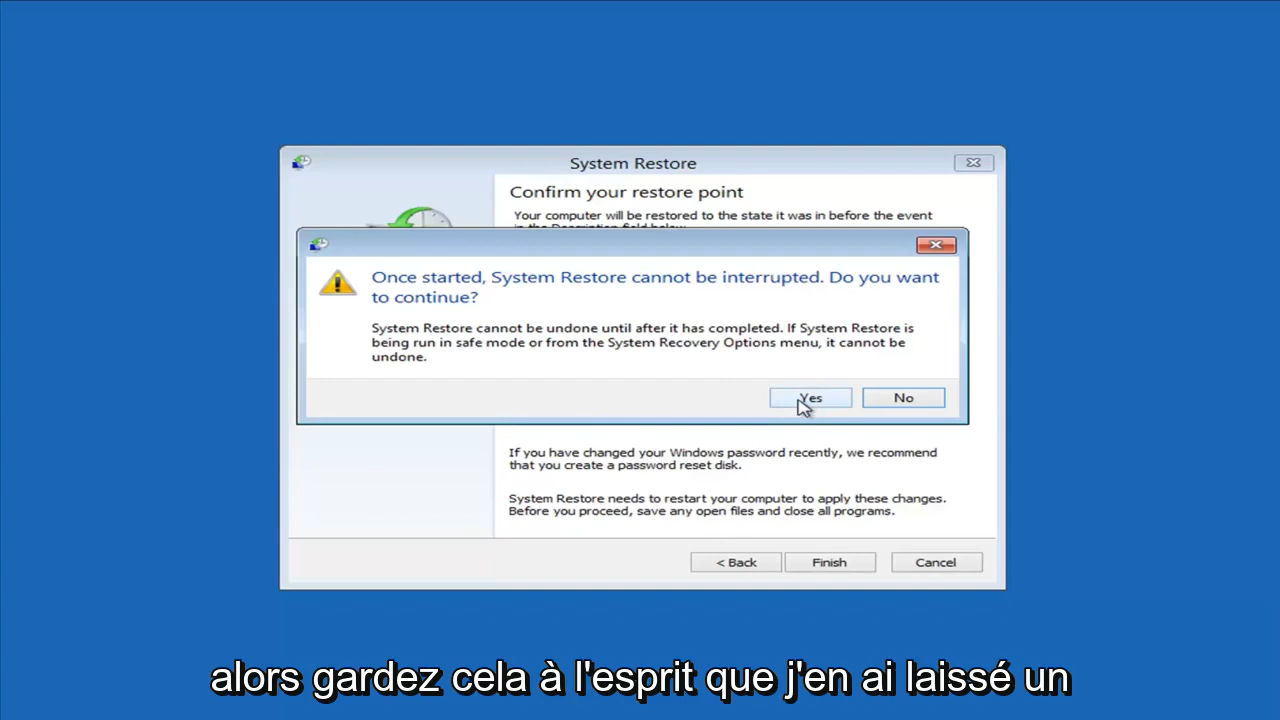 System Restore
Confirm your restore point
Your computer will be restored to the state it was in before the event
in the Description field below.
Once started, System Restore cannot be interrupted. Do you want
to continue?
System Restore cannot be undone until after it has completed. If System Restore is
being run in safe mode or from the System Recovery Options menu, it cannot be
undone.
Yes
No
If you have changed your Windows password recently, we recommend
that you create a password reset disk.
System Restore needs to restart your computer to apply these changes.
Before you proceed, save any open files and close all programs.
< Back
Finish
Cancel
alors gardez cela à l'esprit que j'en ai laissé un